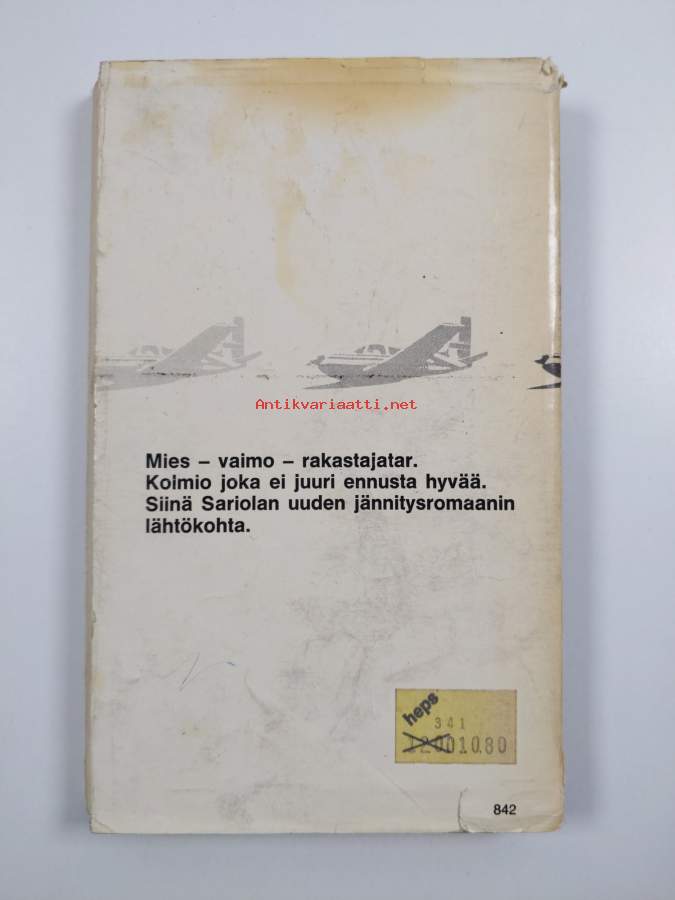 Antikvariaatti.net
Mies – vaimo – rakastajatar.
Kolmio joka ei juuri ennusta hyvää.
Siinä Sariolan uuden jännitysromaanin
lähtökohta.
heps
341
12.00 10.80
842